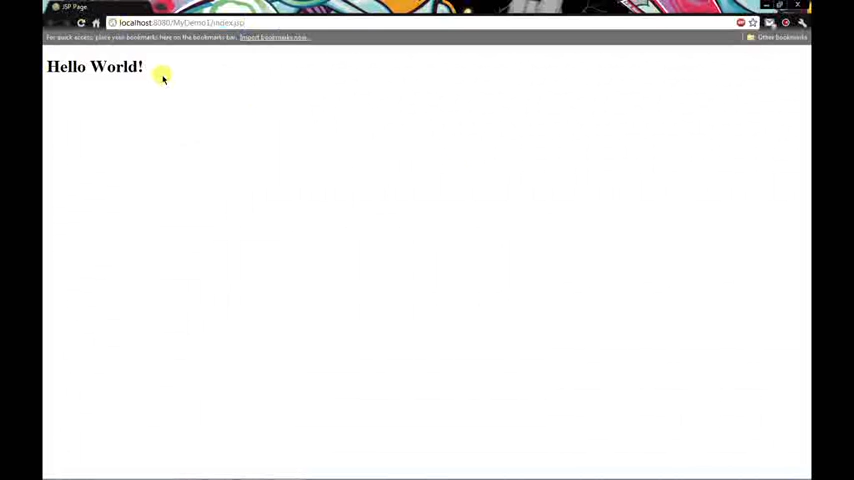 JSP Page
localhost:8080/MyDemo1/index.jsp
For quick access, place your bookmarks here on the bookmarks bar. Import bookmarks now...
Other bookmarks
Hello World!